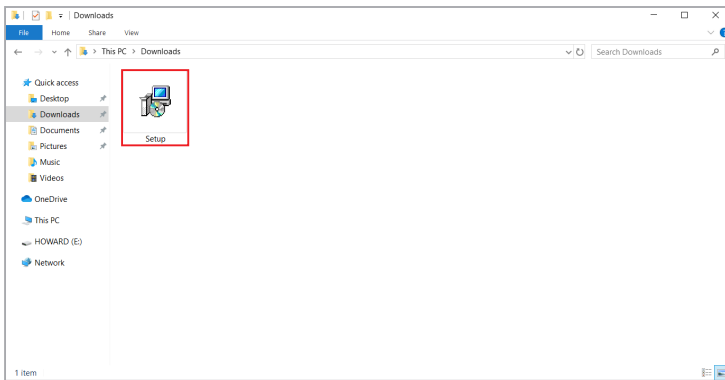 Downloads
File Home Share View
This PC > Downloads
Search Downloads
Quick access
Desktop
Downloads
Documents
Pictures
Music
Videos
OneDrive
This PC
HOWARD (E:)
Network
Setup
1 item